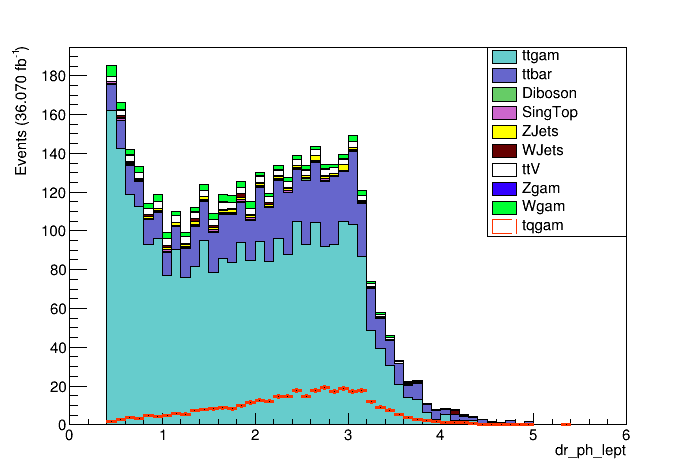 Events (36.070 fb⁻¹)
180
160
140
120
100
80
60
40
20
0
0 1 2 3 4 5 6
dr_ph_lept
ttgam
ttbar
Diboson
SingTop
ZJets
WJets
ttV
Zgam
Wgam
tqgam